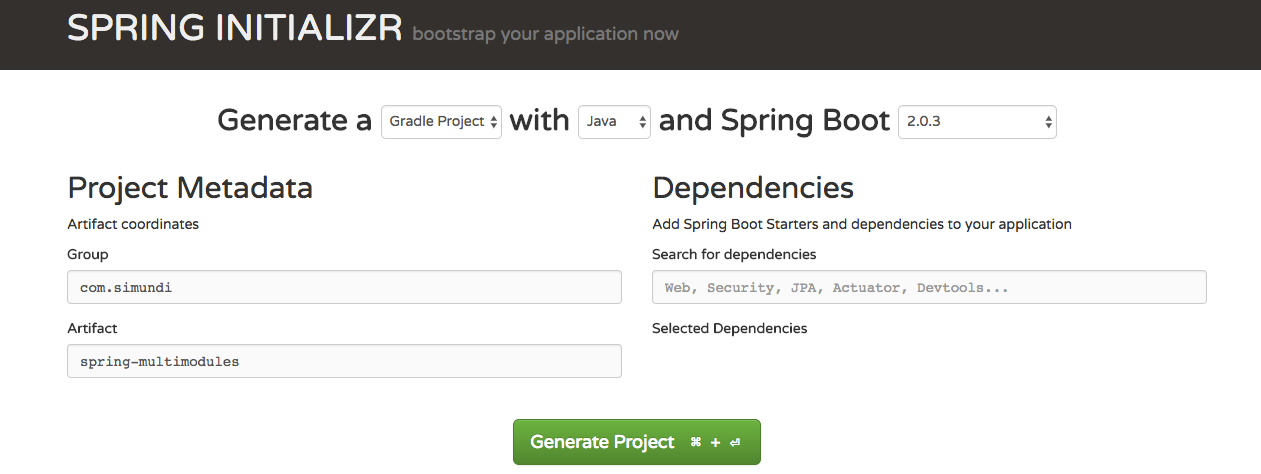 SPRING INITIALIZR bootstrap your application now
Generate a Gradle Project with Java and Spring Boot 2.0.3
Project Metadata
Artifact coordinates
Group
com.simundi
Artifact
spring-multimodules
Dependencies
Add Spring Boot Starters and dependencies to your application
Search for dependencies
Web, Security, JPA, Actuator, Devtools...
Selected Dependencies
Generate Project ⌘ + ⏎